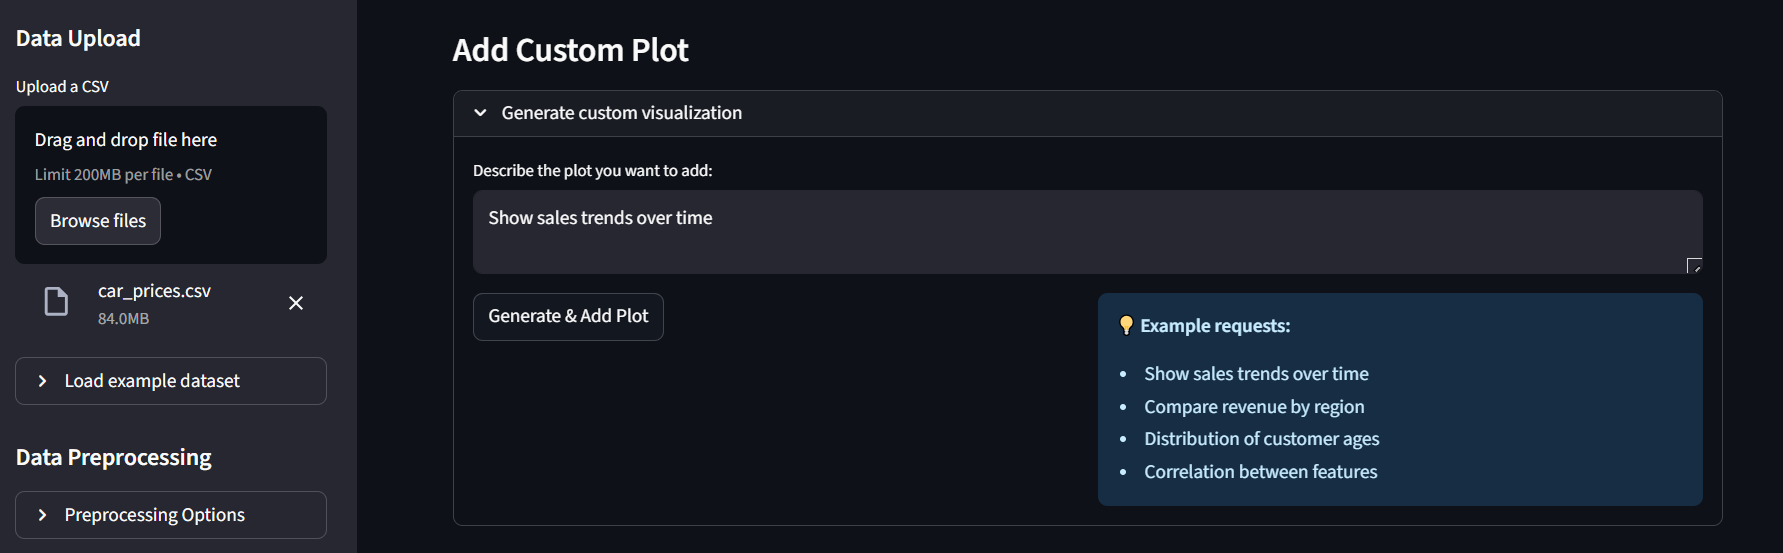 Data Upload
Upload a CSV
Drag and drop file here
Limit 200MB per file • CSV
Browse files
car_prices.csv
84.0MB
Load example dataset
Data Preprocessing
Preprocessing Options
Add Custom Plot
Generate custom visualization
Describe the plot you want to add:
Show sales trends over time
Generate & Add Plot
Example requests:
• Show sales trends over time
• Compare revenue by region
• Distribution of customer ages
• Correlation between features